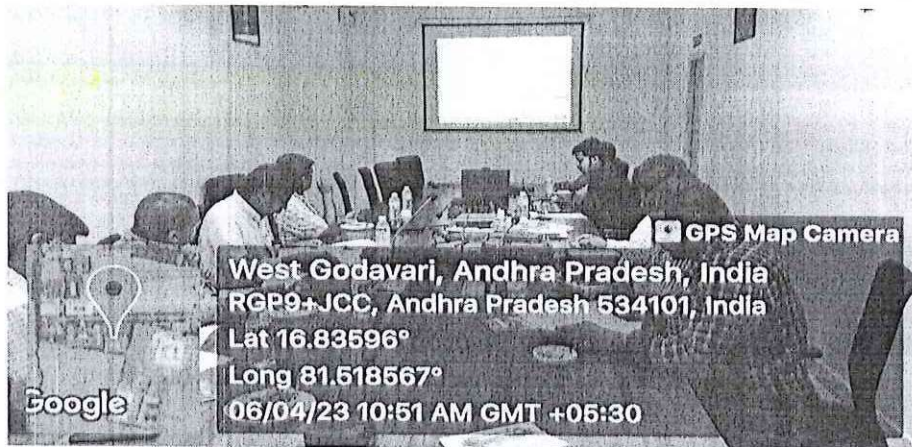 GPS Map Camera
West Godavari, Andhra Pradesh, India
RGP9+JCC, Andhra Pradesh 534101, India
Lat 16.83596°
Long 81.518567°
06/04/23 10:51 AM GMT +05:30
Google